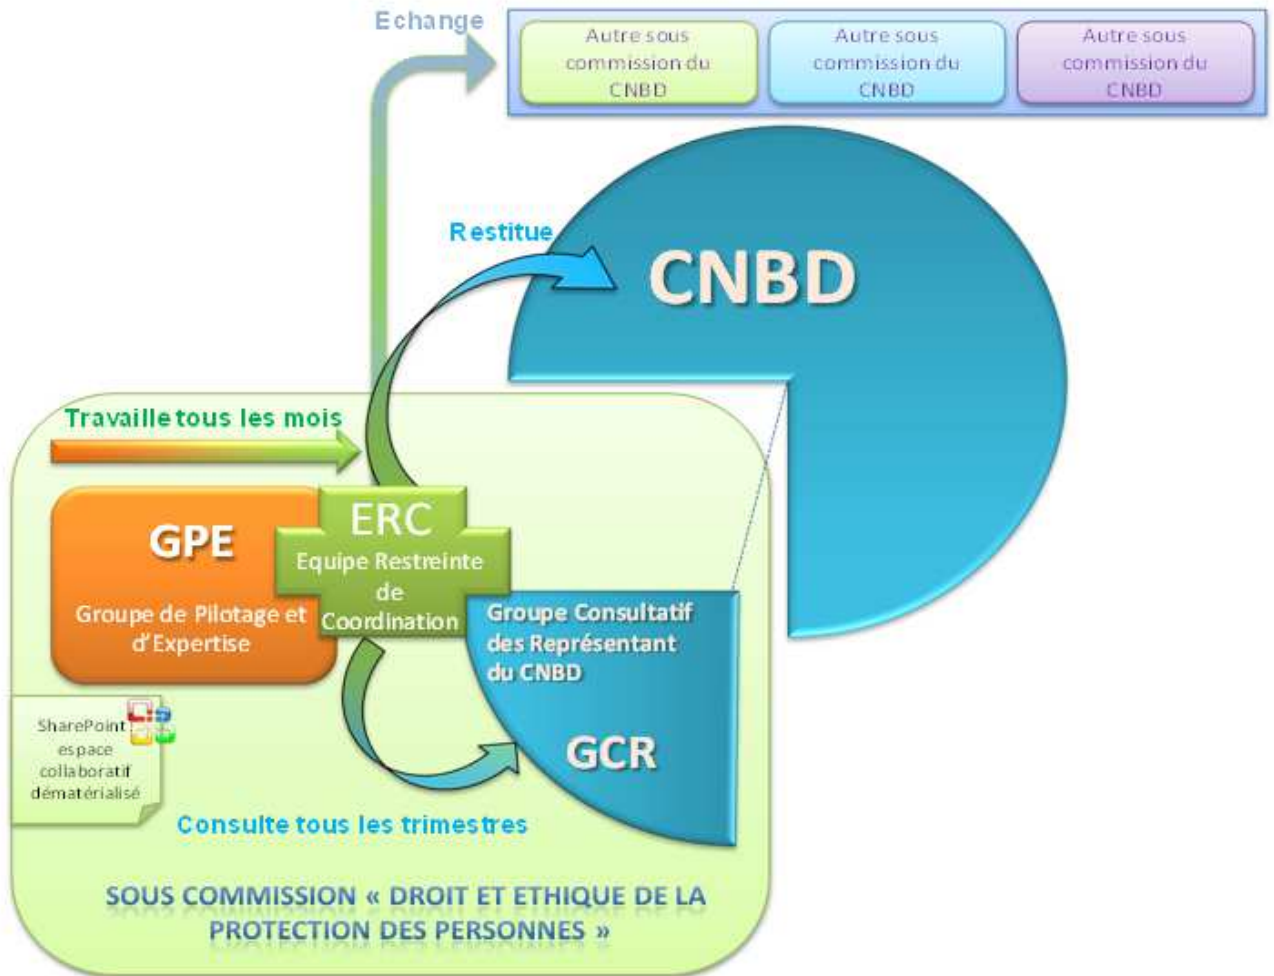 Echange
Autre sous
commission du
CNBD
Autre sous
commission du
CNBD
Autre sous
commission du
CNBD
Restitue
CNBD
Travaille tous les mois
GPE
Groupe de Pilotage et
d'Expertise
ERC
Equipe Restreinte
de
Coordination
Groupe Consultatif
des Représentant
du CNBD
GCR
SharePoint :
espace
collaboratif
dématérialisé
Consulte tous les trimestres
SOUS COMMISSION « DROIT ET ETHIQUE DE LA
PROTECTION DES PERSONNES »